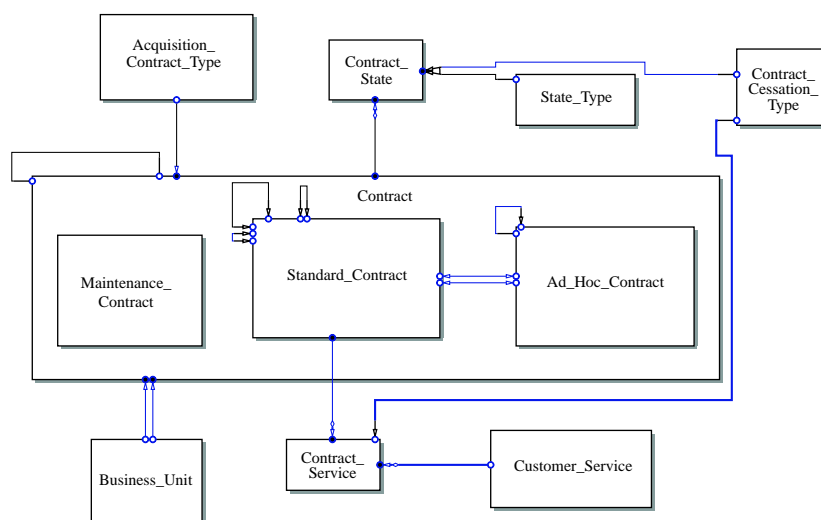 Acquisition_
Contract_Type
Contract_
State
State_Type
Contract_
Cessation_
Type
Contract
Maintenance_
Contract
Standard_Contract
Ad_Hoc_Contract
Business_Unit
Contract_
Service
Customer_Service